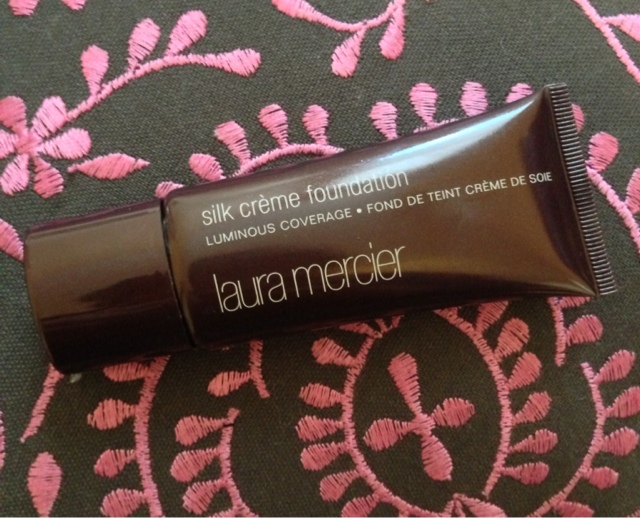 silk crème foundation
LUMINOUS COVERAGE • FOND DE TEINT CRÈME DE SOIE
laura mercier